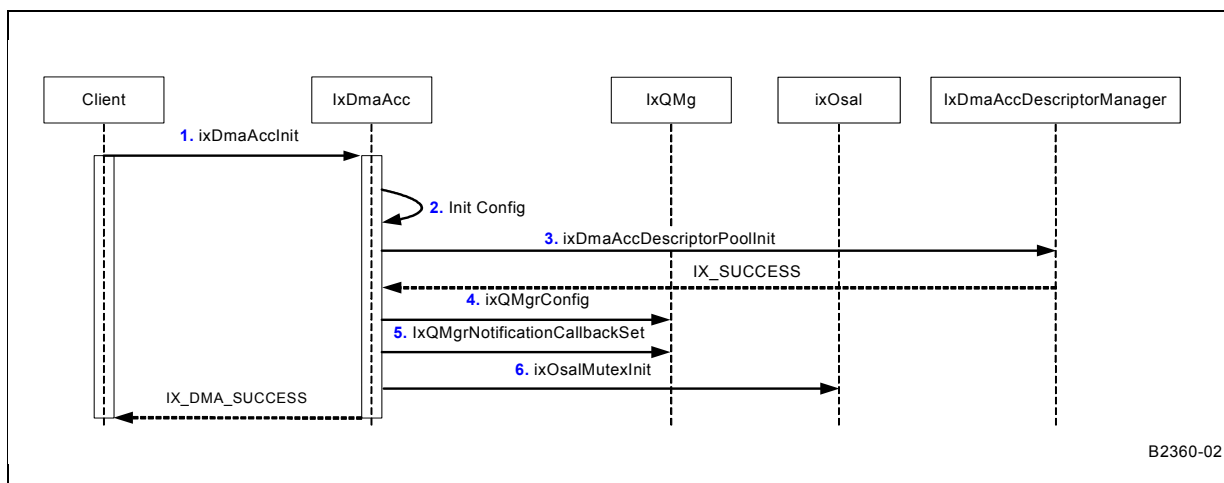 Client
IxDmaAcc
IxQMg
ixOsal
IxDmaAccDescriptorManager
1. ixDmaAccInit
2. Init Config
3. ixDmaAccDescriptorPoolInit
IX_SUCCESS
4. ixQMgrConfig
5. IxQMgrNotificationCallbackSet
6. ixOsalMutexInit
IX_DMA_SUCCESS
B2360-02